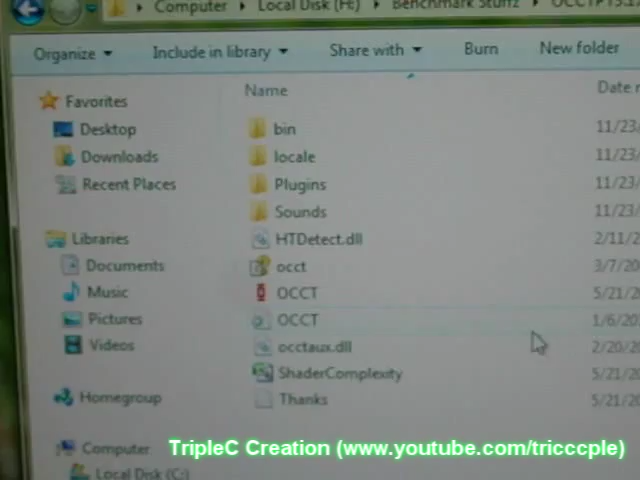 Computer Local Disk (H:) Benchmark Stuffz
Organize Include in library Share with Burn New folder
Name Date
Favorites
Desktop
Downloads
Recent Places
Libraries
Documents
Music
Pictures
Videos
Homegroup
Computer
Local Disk (C:)
bin 11/23/
locale 11/23/
Plugins 11/23/
Sounds 11/23/
HTDetect.dll 2/11/2
occt 3/7/20
OCCT 5/21/2
OCCT 1/6/20
occtaux.dll 2/20/2
ShaderComplexity 5/21/2
Thanks 5/21/2
TripleC Creation (www.youtube.com/tricccple)